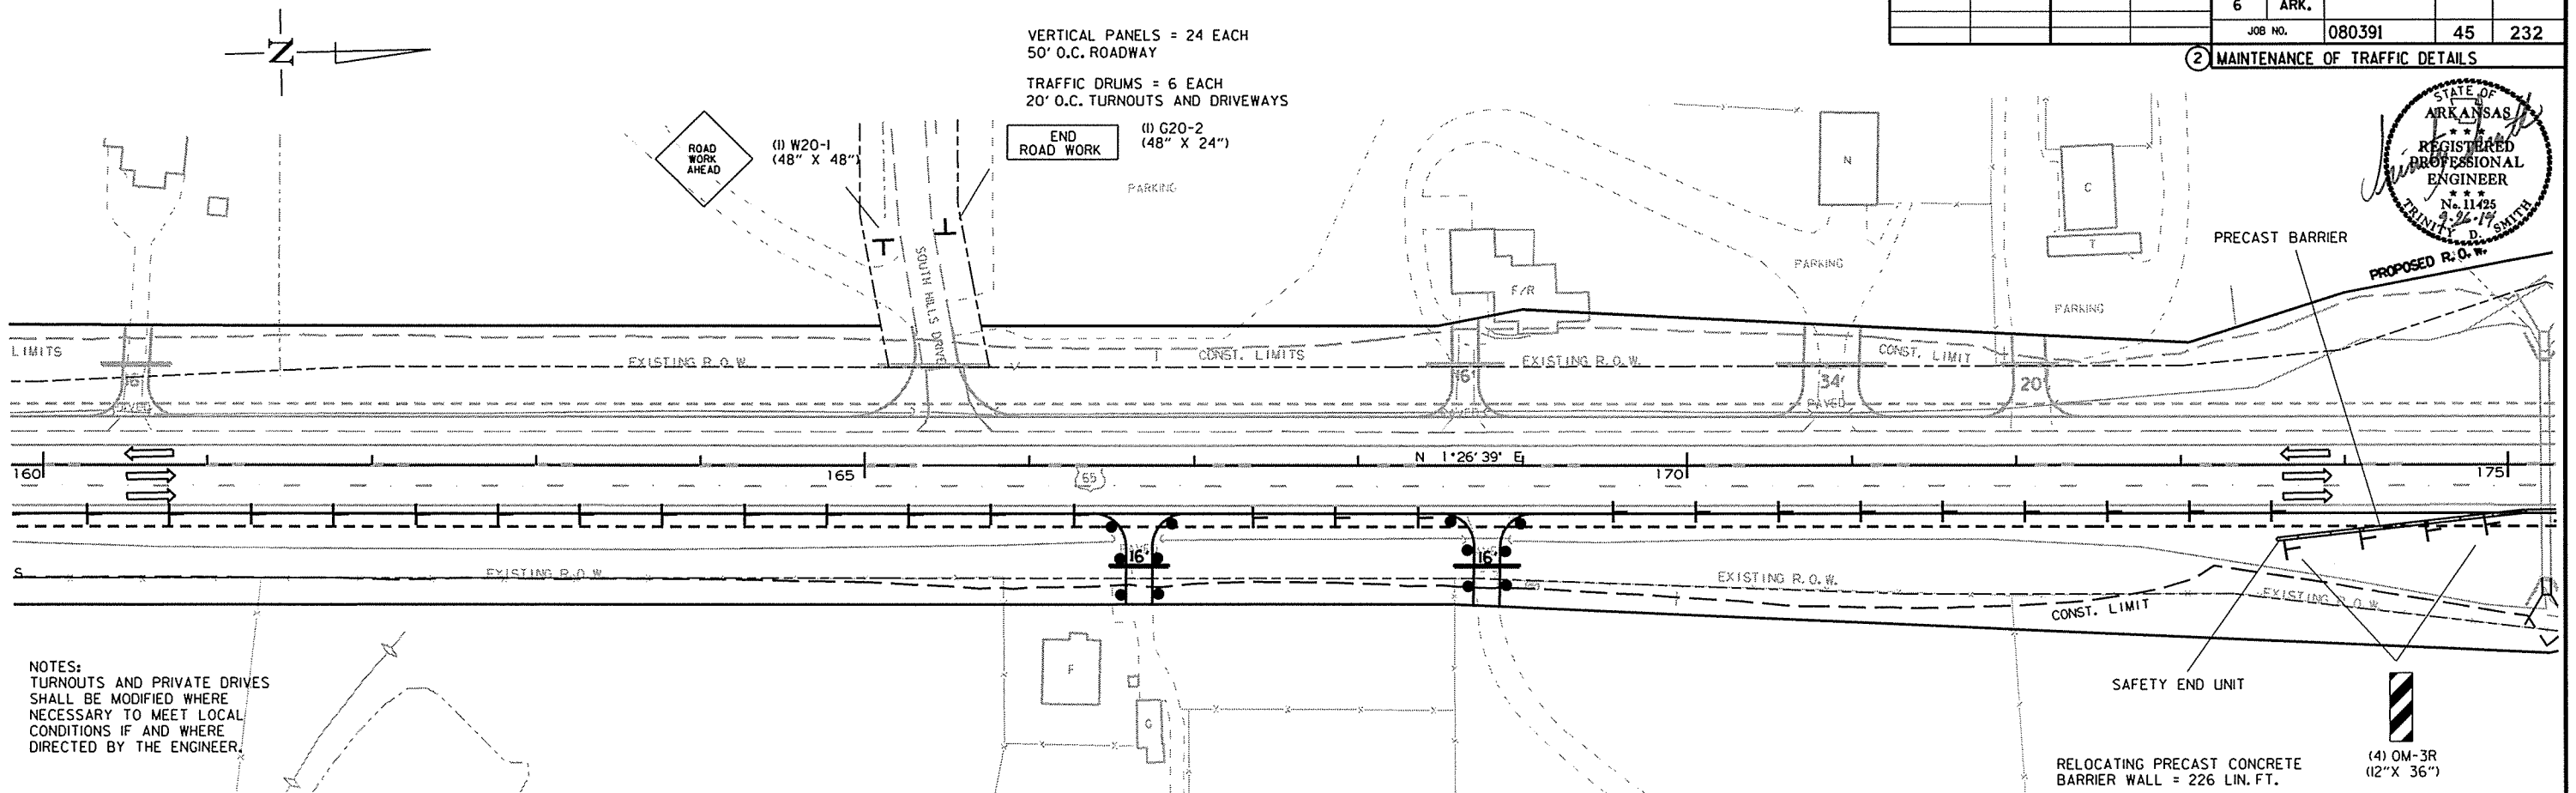 6 ARK.
JOB NO. 080391 45 232
2 MAINTENANCE OF TRAFFIC DETAILS
N
VERTICAL PANELS = 24 EACH
50' O.C. ROADWAY
TRAFFIC DRUMS = 6 EACH
20' O.C. TURNOUTS AND DRIVEWAYS
ROAD
WORK
AHEAD
(1) W20-1
(48" X 48")
END
ROAD WORK
(1) G20-2
(48" X 24")
STATE OF
ARKANSAS
REGISTERED
PROFESSIONAL
ENGINEER
No. 11425
9-26-19
TRINITY D. SMITH
PARKING
N
C
T
PRECAST BARRIER
PROPOSED R.O.W.
SOUTH HILLS DRIVE
PARKING
F/R
PARKING
LIMITS
EXISTING R.O.W.
CONST. LIMITS
EXISTING R.O.W.
CONST. LIMIT
16'
16'
34'
20'
PAVED
N 1°26'39" E
160
165
170
175
65
16'
16'
S
EXISTING R.O.W.
EXISTING R.O.W.
EXISTING R.O.W.
CONST. LIMIT
F
G
NOTES:
TURNOUTS AND PRIVATE DRIVES
SHALL BE MODIFIED WHERE
NECESSARY TO MEET LOCAL
CONDITIONS IF AND WHERE
DIRECTED BY THE ENGINEER.
SAFETY END UNIT
RELOCATING PRECAST CONCRETE
BARRIER WALL = 226 LIN. FT.
(4) OM-3R
(12"X 36")